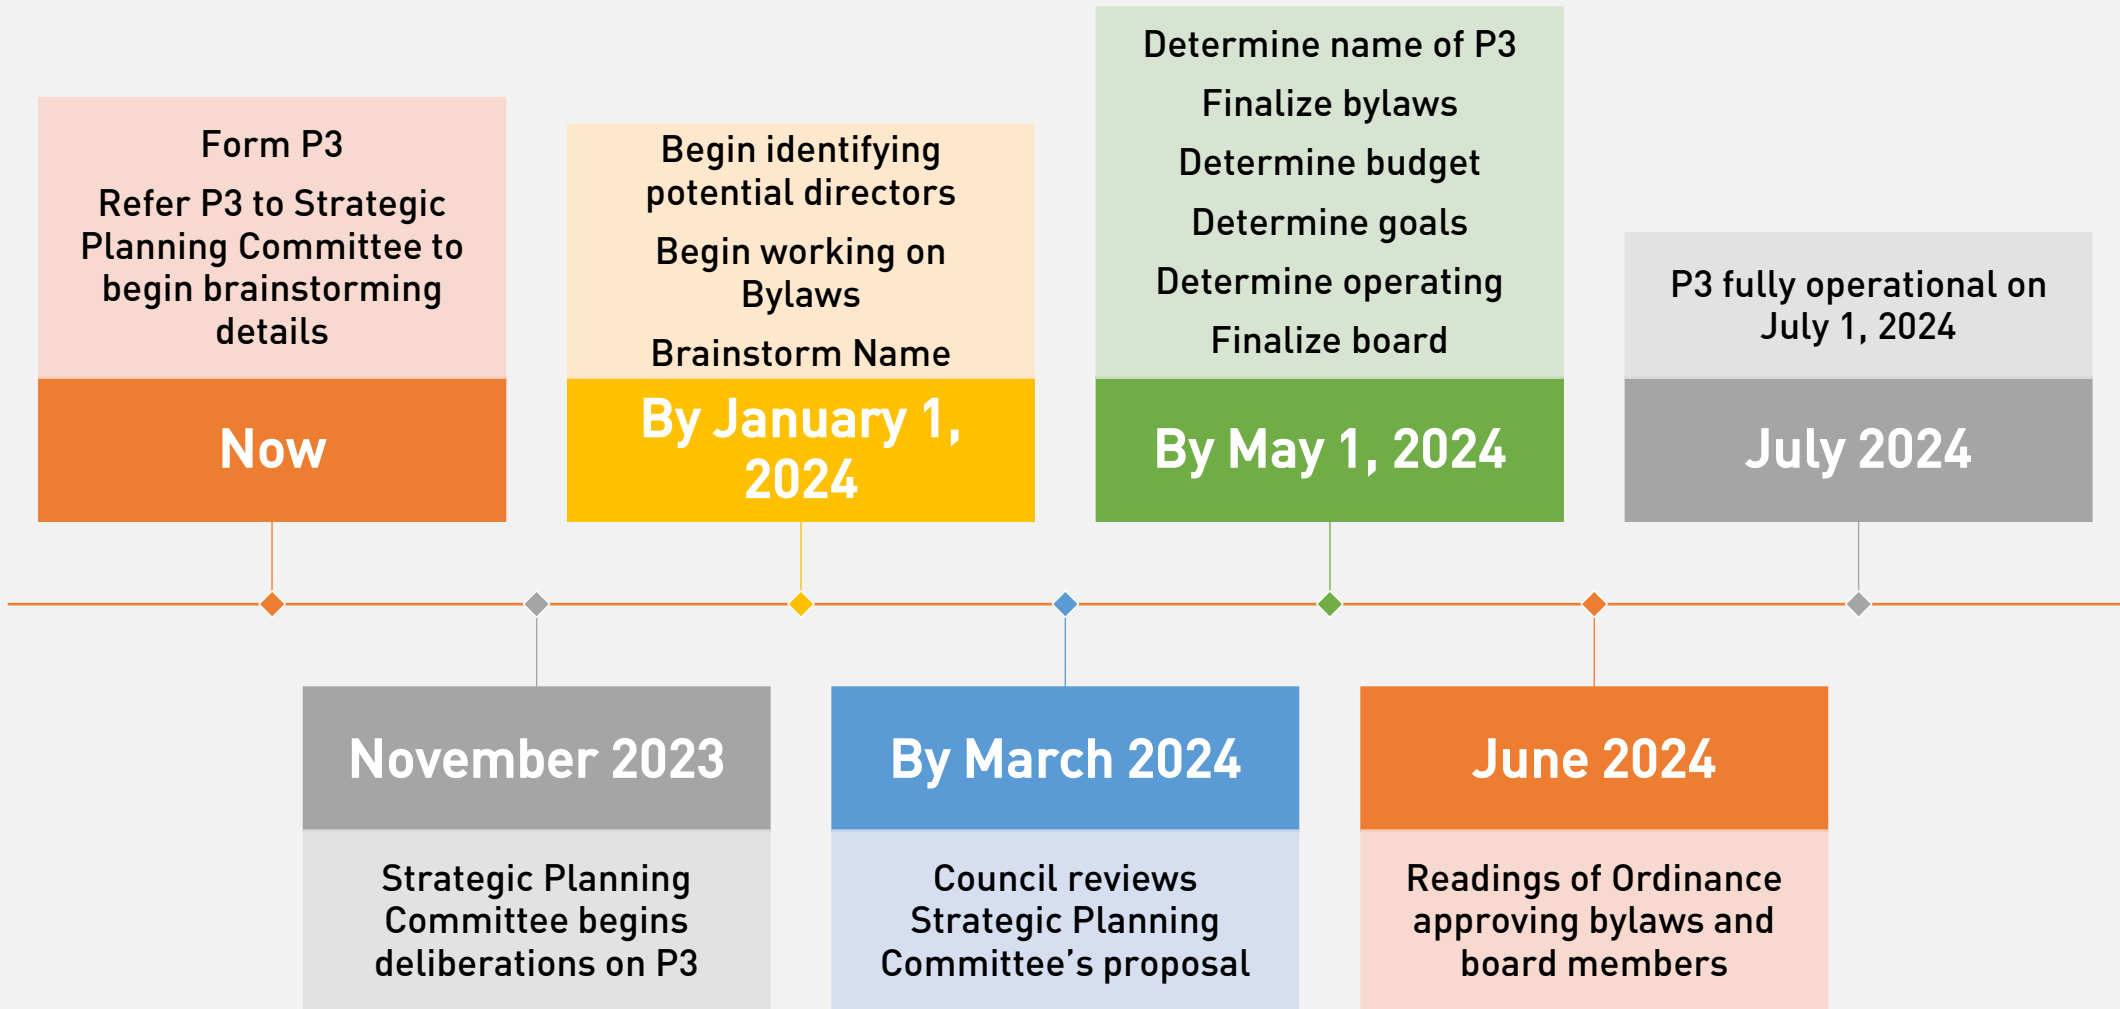 Form P3
Refer P3 to Strategic
Planning Committee to
begin brainstorming
details
Now
November 2023
Strategic Planning
Committee begins
deliberations on P3
Begin identifying
potential directors
Begin working on
Bylaws
Brainstorm Name
By January 1,
2024
By March 2024
Council reviews
Strategic Planning
Committee’s proposal
Determine name of P3
Finalize bylaws
Determine budget
Determine goals
Determine operating
Finalize board
By May 1, 2024
June 2024
Readings of Ordinance
approving bylaws and
board members
P3 fully operational on
July 1, 2024
July 2024